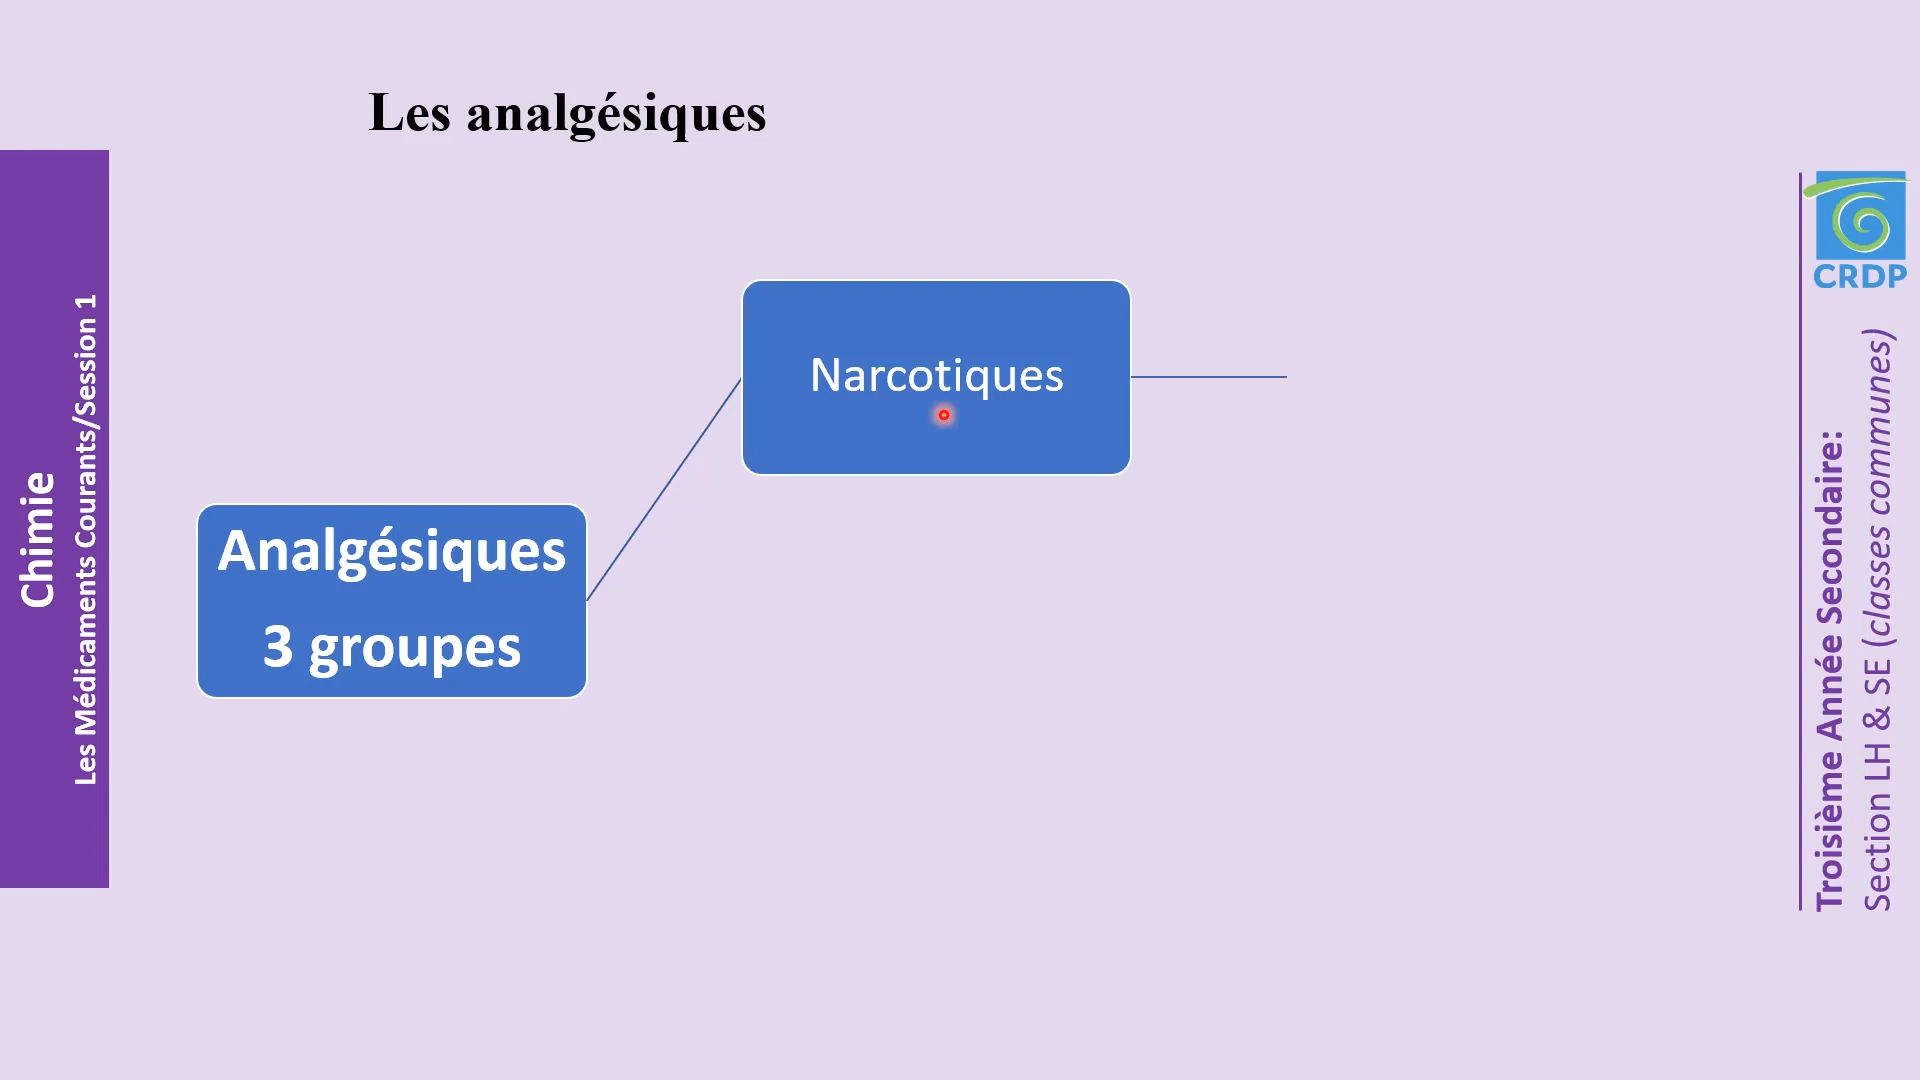 Les analgésiques
Chimie
Les Médicaments Courants/Session 1
Narcotiques
Analgésiques
3 groupes
CRDP
Troisième Année Secondaire:
Section LH & SE (classes communes)